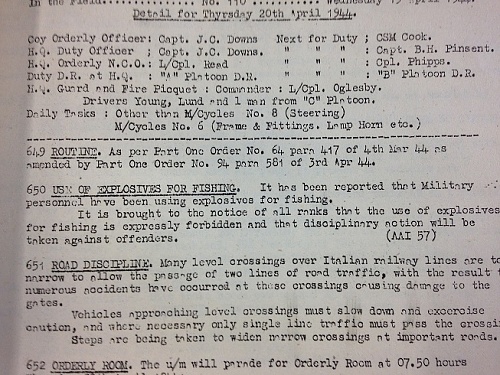 In the Field..... No. 110 .......... Wednesday 19 April 1944.
Detail for Thursday 20th April 1944.
Coy Orderly Officer: Capt. J.C. Downs  Next for Duty ; CSM Cook.
H.Q. Duty Officer ; Capt. J.C. Downs.  "  "  "  : Capt. B.H. Pinsent.
H.Q. Orderly N.C.O.: L/Cpl. Read  "  "  "  : Cpl. Phipps.
Duty D.R. at H.Q. : "A" Platoon D.R.  "  "  "  : "B" Platoon D.R.
H.Q. Guard and Fire Picquet : Commander : L/Cpl. Oglesby.
Drivers Young, Lund and 1 man from "C" Platoon.
Daily Tasks : Other than M/Cycles No. 8 (Steering)
M/Cycles No. 6 (Frame & Fittings. Lamp Horn etc.)
649 ROUTINE. As per Part One Order No. 64 para 417 of 4th Mar 44 as
amended by Part One Order No. 94 para 581 of 3rd Apr 44.
650 USE OF EXPLOSIVES FOR FISHING. It has been reported that Military
personnel have been using explosives for fishing.
It is brought to the notice of all ranks that the use of explosives
for fishing is expressly forbidden and that disciplinary action will be
taken against offenders. (AAI 57)
651 ROAD DISCIPLINE. Many level crossings over Italian railway lines are to
narrow to allow the passage of two lines of road traffic, with the result t
numerous accidents have occurred at these crossings causing damage to the
gates.
Vehicles approaching level crossings must slow down and excercise
caution, and where necessary only single line traffic must pass the crossi
Steps are being taken to widen narrow crossings at important roads.
652 ORDERLY ROOM. The u/m will parade for Orderly Room at 07.50 hours